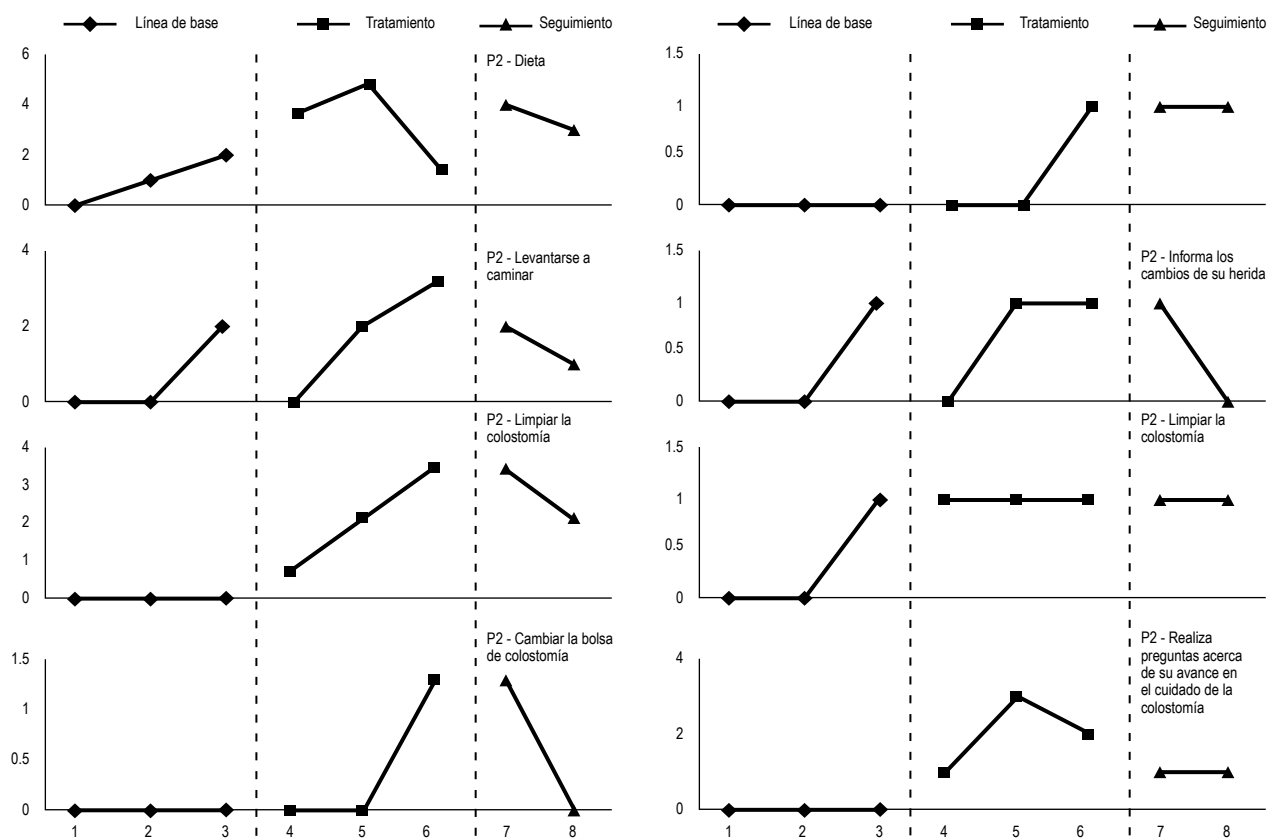 Línea de base Tratamiento Seguimiento
6
P2 - Dieta
4
2
0
4
P2 - Levantarse a
caminar
2
0
P2 - Limpiar la
colostomía
4
3
2
1
0
P2 - Cambiar la bolsa
de colostomía
1.5
1
0.5
0
1 2 3 4 5 6 7 8
Línea de base Tratamiento Seguimiento
1.5
1
0.5
0
1.5
P2 - Informa los
cambios de su herida
1
0.5
0
P2 - Limpiar la
colostomía
1.5
1
0.5
0
P2 - Realiza
preguntas acerca
de su avance en
el cuidado de la
colostomía
4
2
0
1 2 3 4 5 6 7 8